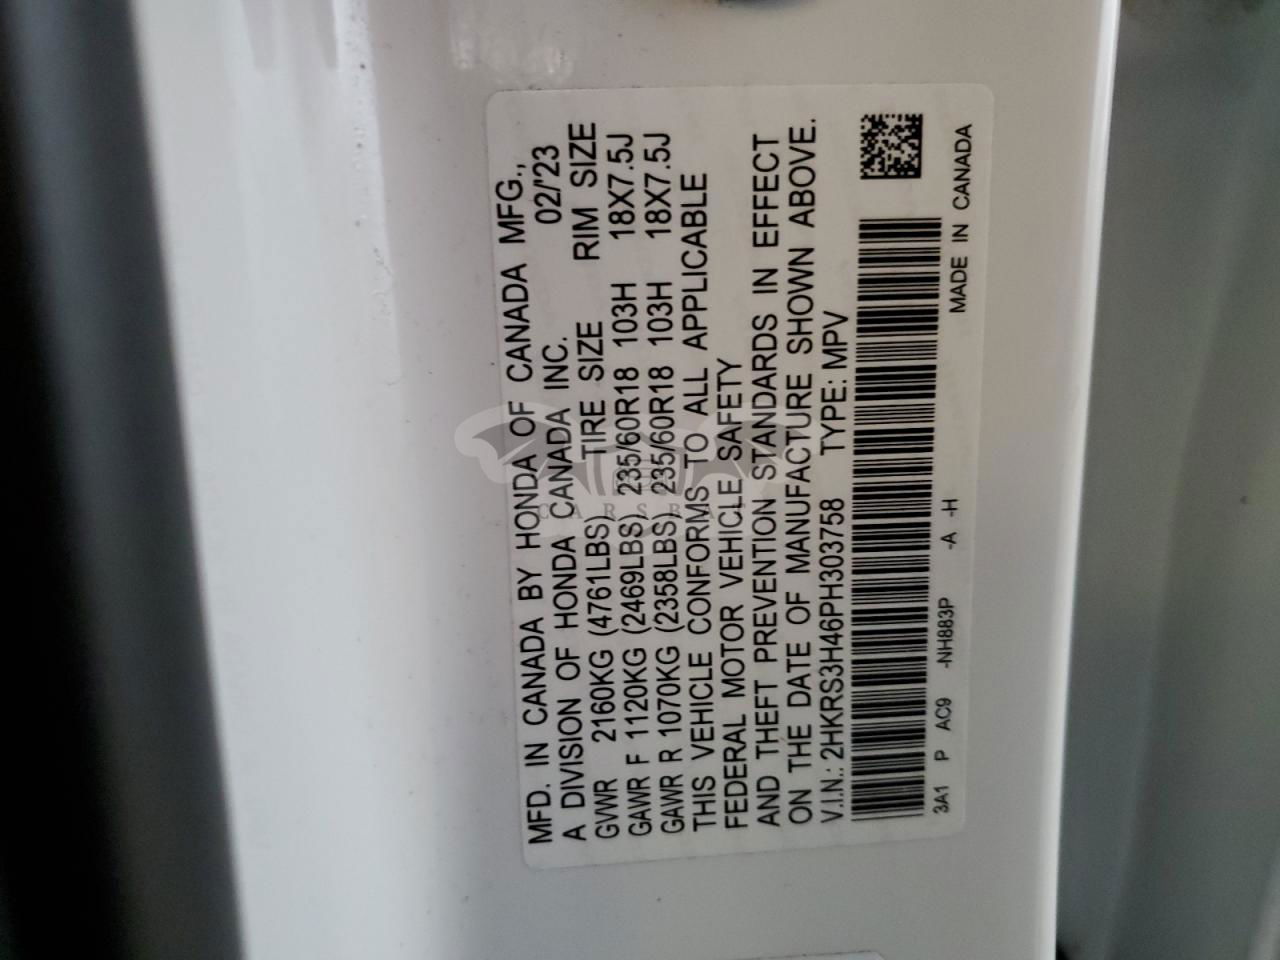 MFD. IN CANADA BY HONDA OF CANADA MFG.,
A DIVISION OF HONDA CANADA INC. 02/'23
GVWR 2160KG (4761LBS) TIRE SIZE RIM SIZE
GAWR F 1120KG (2469LBS) 235/60R18 103H 18X7.5J
GAWR R 1070KG (2358LBS) 235/60R18 103H 18X7.5J
THIS VEHICLE CONFORMS TO ALL APPLICABLE
FEDERAL MOTOR VEHICLE SAFETY
AND THEFT PREVENTION STANDARDS IN EFFECT
ON THE DATE OF MANUFACTURE SHOWN ABOVE.
V.I.N.: 2HKRS3H46PH303758 TYPE: MPV
3A1 P AC9 -NH883P -A -H MADE IN CANADA